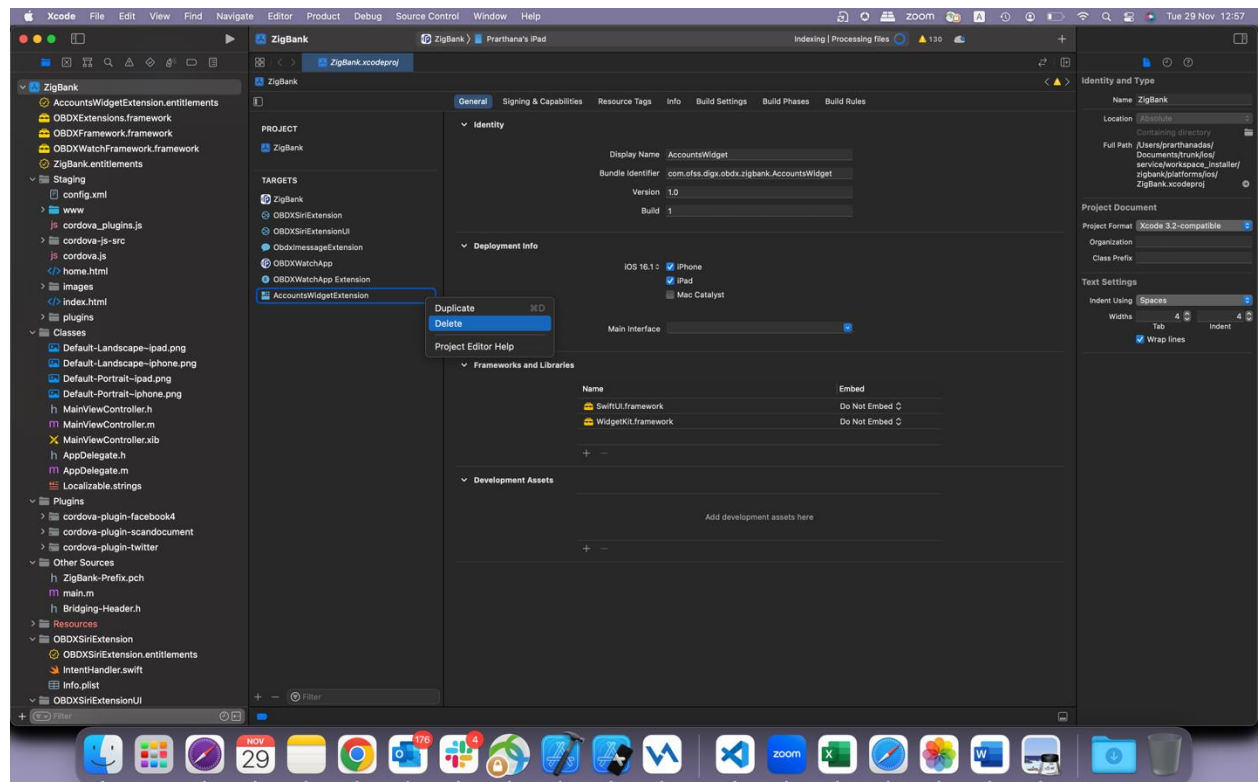 Xcode File Edit View Find Navigate Editor Product Debug Source Control Window Help
zoom
Tue 29 Nov 12:57
ZigBank
ZigBank 〉 Prarthana's iPad
Indexing | Processing files
130
ZigBank.xcodeproj
ZigBank
ZigBank
AccountsWidgetExtension.entitlements
OBDXExtensions.framework
OBDXFramework.framework
OBDXWatchFramework.framework
ZigBank.entitlements
Staging
config.xml
www
cordova_plugins.js
cordova-js-src
cordova.js
home.html
images
index.html
plugins
Classes
Default-Landscape~ipad.png
Default-Landscape~iphone.png
Default-Portrait~ipad.png
Default-Portrait~iphone.png
MainViewController.h
MainViewController.m
MainViewController.xib
AppDelegate.h
AppDelegate.m
Localizable.strings
Plugins
cordova-plugin-facebook4
cordova-plugin-scandocument
cordova-plugin-twitter
Other Sources
ZigBank-Prefix.pch
main.m
Bridging-Header.h
Resources
OBDXSiriExtension
OBDXSiriExtension.entitlements
IntentHandler.swift
Info.plist
OBDXSiriExtensionUI
Filter
PROJECT
ZigBank
TARGETS
ZigBank
OBDXSiriExtension
OBDXSiriExtensionUI
ObdxImessageExtension
OBDXWatchApp
OBDXWatchApp Extension
AccountsWidgetExtension
Filter
Duplicate ⌘D
Delete
Project Editor Help
General Signing & Capabilities Resource Tags Info Build Settings Build Phases Build Rules
Identity
Display Name AccountsWidget
Bundle Identifier com.ofss.digx.obdx.zigbank.AccountsWidget
Version 1.0
Build 1
Deployment Info
iOS 16.1 iPhone
iPad
Mac Catalyst
Main Interface
Frameworks and Libraries
Name Embed
SwiftUI.framework Do Not Embed
WidgetKit.framework Do Not Embed
Development Assets
Add development assets here
Identity and Type
Name ZigBank
Location Absolute
Containing directory
Full Path /Users/prarthanadas/
Documents/trunk/ios/
service/workspace_installer/
zigbank/platforms/ios/
ZigBank.xcodeproj
Project Document
Project Format Xcode 3.2-compatible
Organization
Class Prefix
Text Settings
Indent Using Spaces
Widths 4 4
Tab Indent
Wrap lines
NOV
29
176
4
zoom